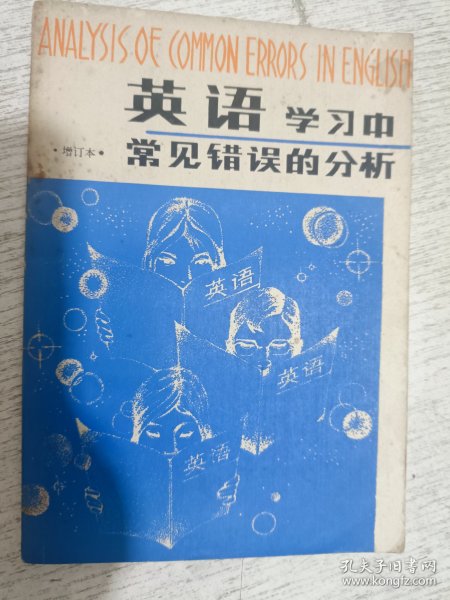 ANALYSIS OF COMMON ERRORS IN ENGLISH
英语 学习中
·增订本·
常见错误的分析
英语
英语
英语
孔夫子旧书网
www.kongfz.com